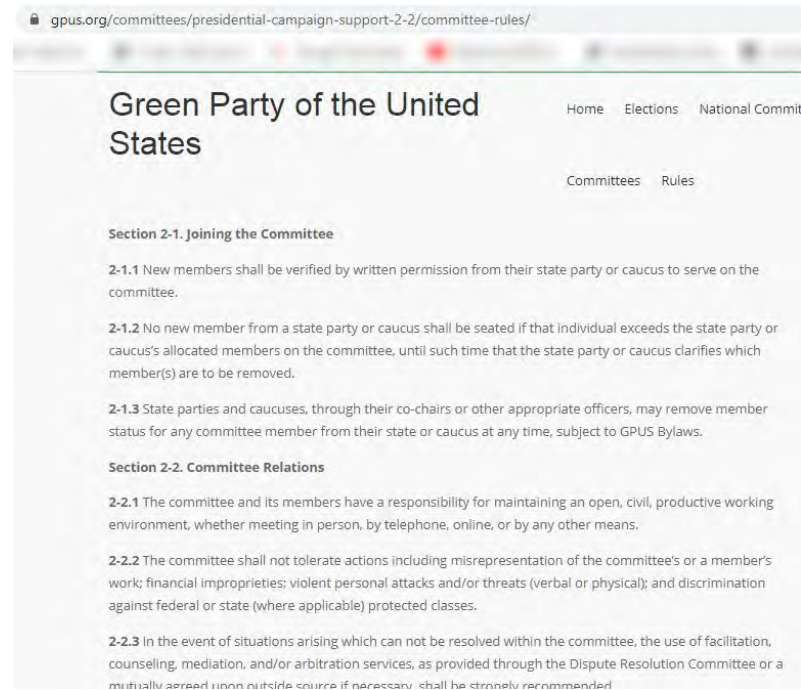 gpus.org/committees/presidential-campaign-support-2-2/committee-rules/
Green Party of the United
States
Home Elections National Commit
Committees Rules
Section 2-1. Joining the Committee
2-1.1 New members shall be verified by written permission from their state party or caucus to serve on the
committee.
2-1.2 No new member from a state party or caucus shall be seated if that individual exceeds the state party or
caucus's allocated members on the committee, until such time that the state party or caucus clarifies which
member(s) are to be removed.
2-1.3 State parties and caucuses, through their co-chairs or other appropriate officers, may remove member
status for any committee member from their state or caucus at any time, subject to GPUS Bylaws.
Section 2-2. Committee Relations
2-2.1 The committee and its members have a responsibility for maintaining an open, civil, productive working
environment, whether meeting in person, by telephone, online, or by any other means.
2-2.2 The committee shall not tolerate actions including misrepresentation of the committee's or a member's
work; financial improprieties; violent personal attacks and/or threats (verbal or physical); and discrimination
against federal or state (where applicable) protected classes.
2-2.3 In the event of situations arising which can not be resolved within the committee, the use of facilitation,
counseling, mediation, and/or arbitration services, as provided through the Dispute Resolution Committee or a
mutually agreed upon outside source if necessary, shall be strongly recommended.